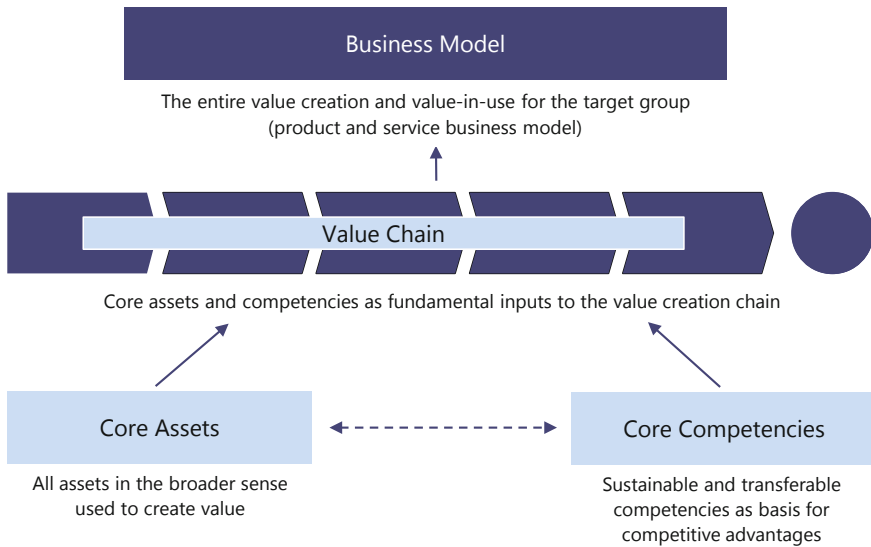 Business Model
The entire value creation and value-in-use for the target group
(product and service business model)
Value Chain
Core assets and competencies as fundamental inputs to the value creation chain
Core Assets
All assets in the broader sense
used to create value
Core Competencies
Sustainable and transferable
competencies as basis for
competitive advantages